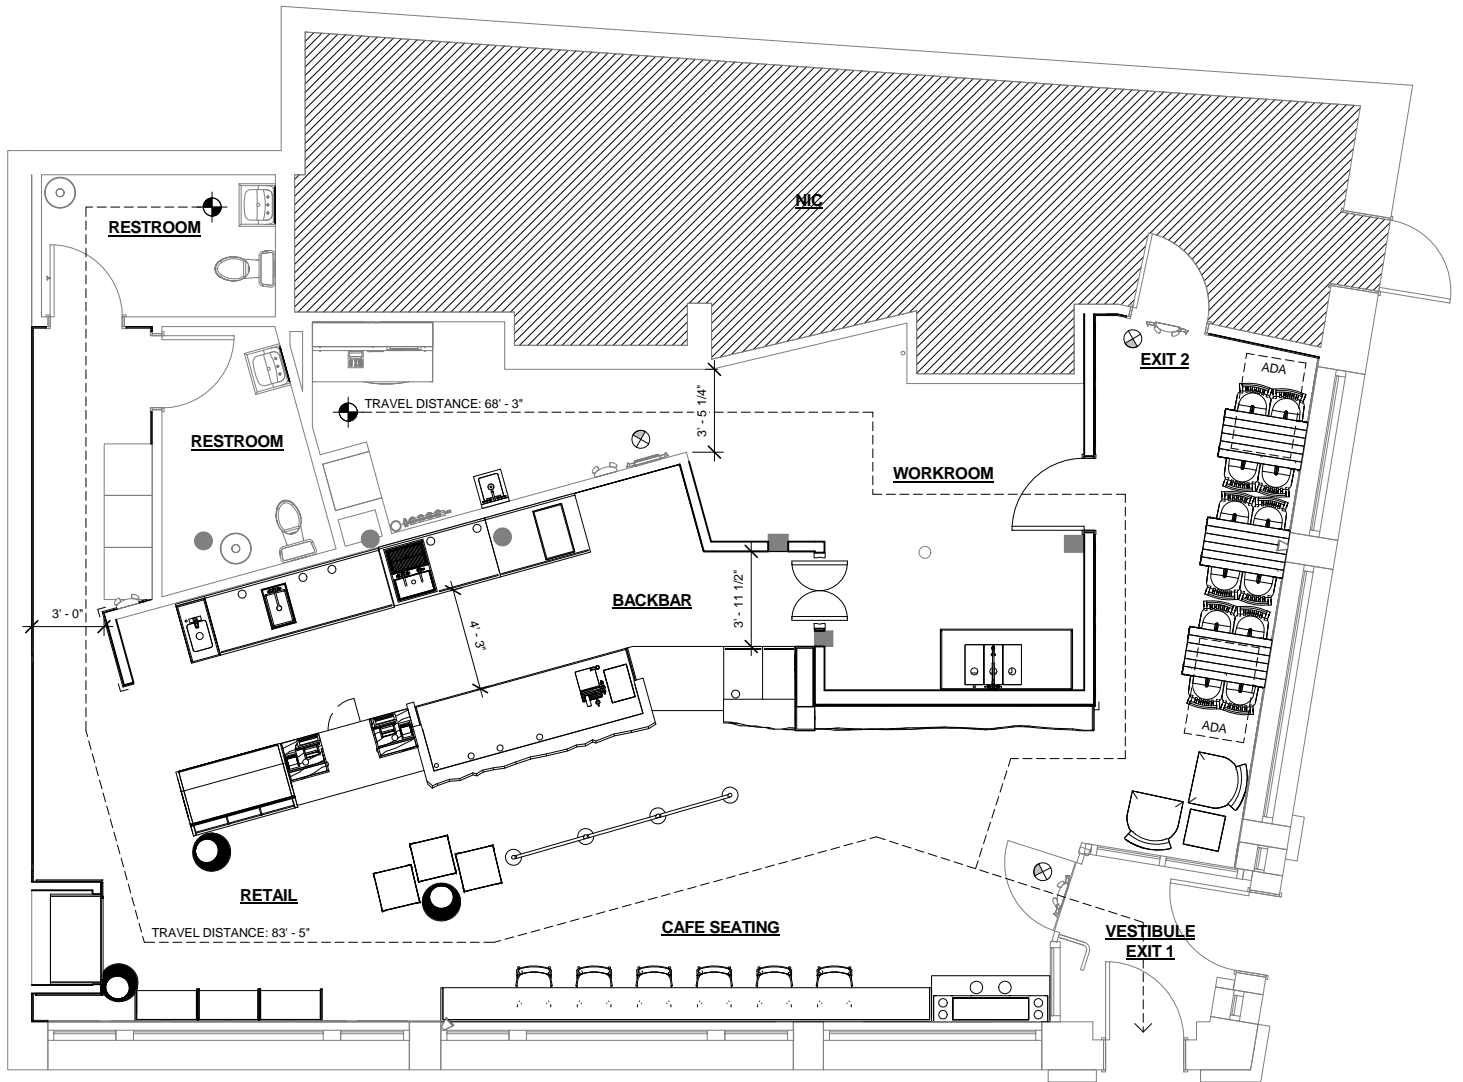 NIC
RESTROOM
EXIT 2
ADA
TRAVEL DISTANCE: 68' - 3"
3' - 5 1/4"
RESTROOM
WORKROOM
3' - 0"
BACKBAR
3' - 11 1/2"
4' - 3"
ADA
RETAIL
TRAVEL DISTANCE: 83' - 5"
CAFE SEATING
VESTIBULE
EXIT 1